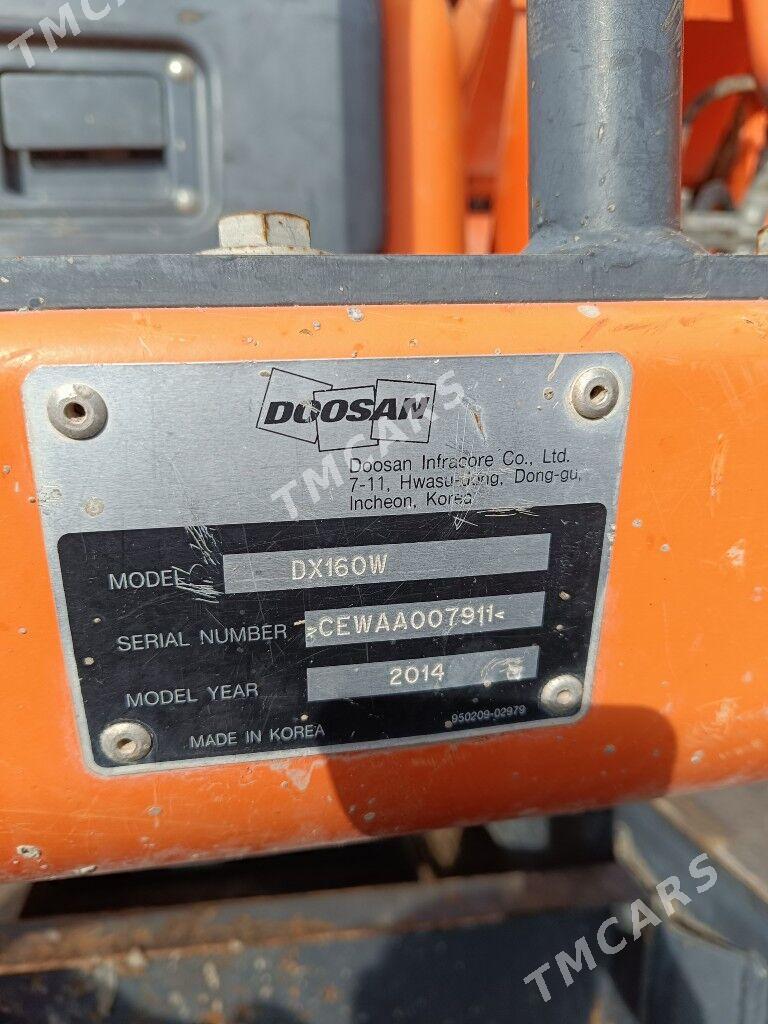 TMCARS
DOOSAN
Doosan Infracore Co., Ltd.
7-11, Hwasu-dong, Dong-gu,
Incheon, Korea
TMCARS
MODEL DX160W
SERIAL NUMBER >CEWAA007911<
MODEL YEAR 2014
950209-02979
MADE IN KOREA
TMCARS